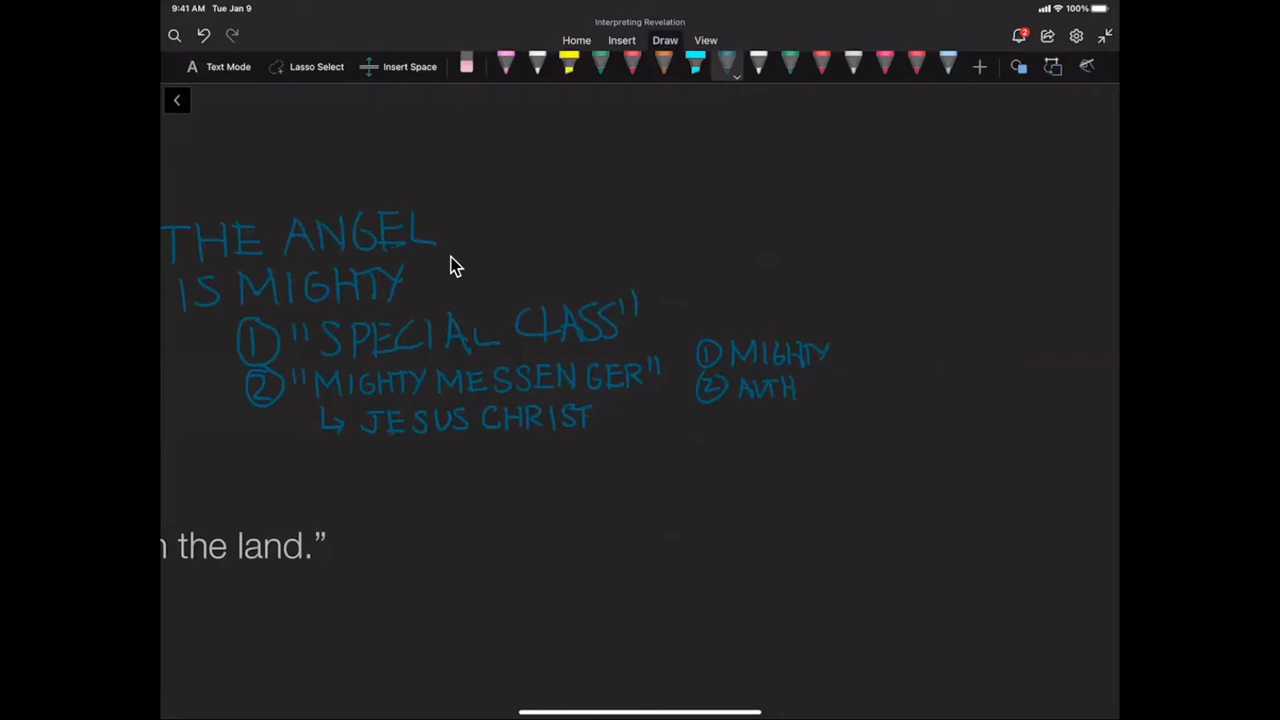 9:41 AM Tue Jan 9
100%
Interpreting Revelation
Home Insert Draw View
2
Text Mode Lasso Select Insert Space
THE ANGEL
IS MIGHTY
① "SPECIAL CLASS"
② "MIGHTY MESSENGER"
↳ JESUS CHRIST
① MIGHTY
② AUTH
the land.”